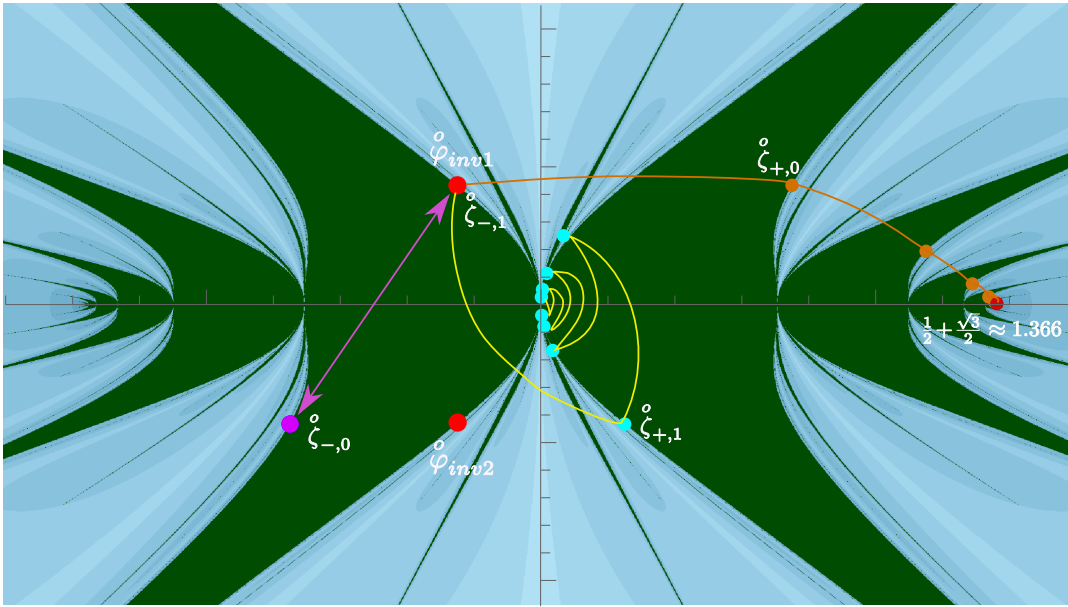 φ̊_{inv1}
ζ̊_{+,0}
ζ̊_{-,1}
1/2 + √3/2 ≈ 1.366
ζ̊_{-,0}
ζ̊_{+,1}
φ̊_{inv2}